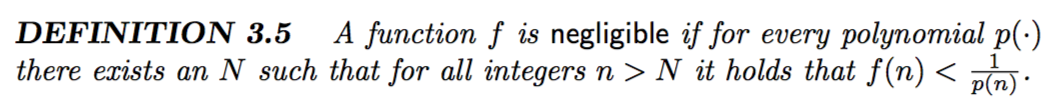 DEFINITION 3.5 A function f is negligible if for every polynomial p(·)
there exists an N such that for all integers n > N it holds that f(n) < 1/p(n).